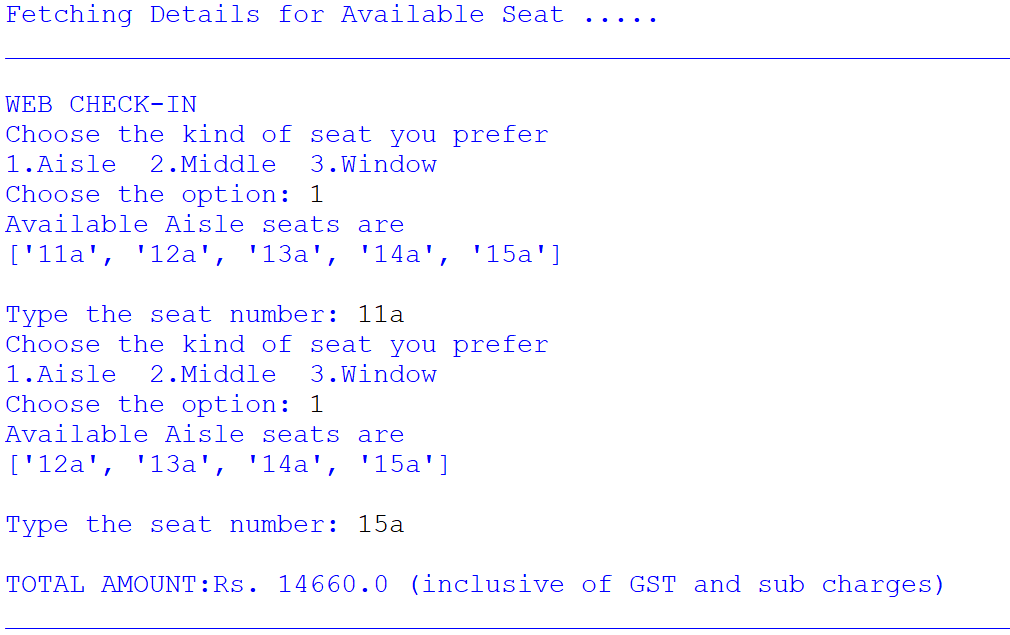 Fetching Details for Available Seat .....
WEB CHECK-IN
Choose the kind of seat you prefer
1.Aisle  2.Middle  3.Window
Choose the option: 1
Available Aisle seats are
['11a', '12a', '13a', '14a', '15a']
Type the seat number: 11a
Choose the kind of seat you prefer
1.Aisle  2.Middle  3.Window
Choose the option: 1
Available Aisle seats are
['12a', '13a', '14a', '15a']
Type the seat number: 15a
TOTAL AMOUNT:Rs. 14660.0 (inclusive of GST and sub charges)